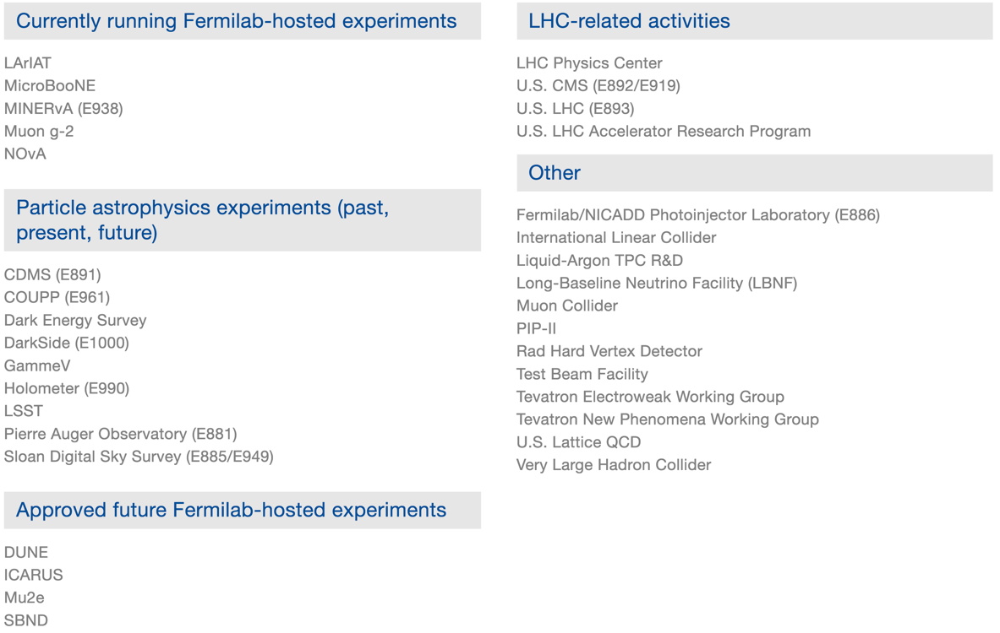 Currently running Fermilab-hosted experiments
LArIAT
MicroBooNE
MINERvA (E938)
Muon g-2
NOvA
Particle astrophysics experiments (past,
present, future)
CDMS (E891)
COUPP (E961)
Dark Energy Survey
DarkSide (E1000)
GammeV
Holometer (E990)
LSST
Pierre Auger Observatory (E881)
Sloan Digital Sky Survey (E885/E949)
Approved future Fermilab-hosted experiments
DUNE
ICARUS
Mu2e
SBND
LHC-related activities
LHC Physics Center
U.S. CMS (E892/E919)
U.S. LHC (E893)
U.S. LHC Accelerator Research Program
Other
Fermilab/NICADD Photoinjector Laboratory (E886)
International Linear Collider
Liquid-Argon TPC R&D
Long-Baseline Neutrino Facility (LBNF)
Muon Collider
PIP-II
Rad Hard Vertex Detector
Test Beam Facility
Tevatron Electroweak Working Group
Tevatron New Phenomena Working Group
U.S. Lattice QCD
Very Large Hadron Collider